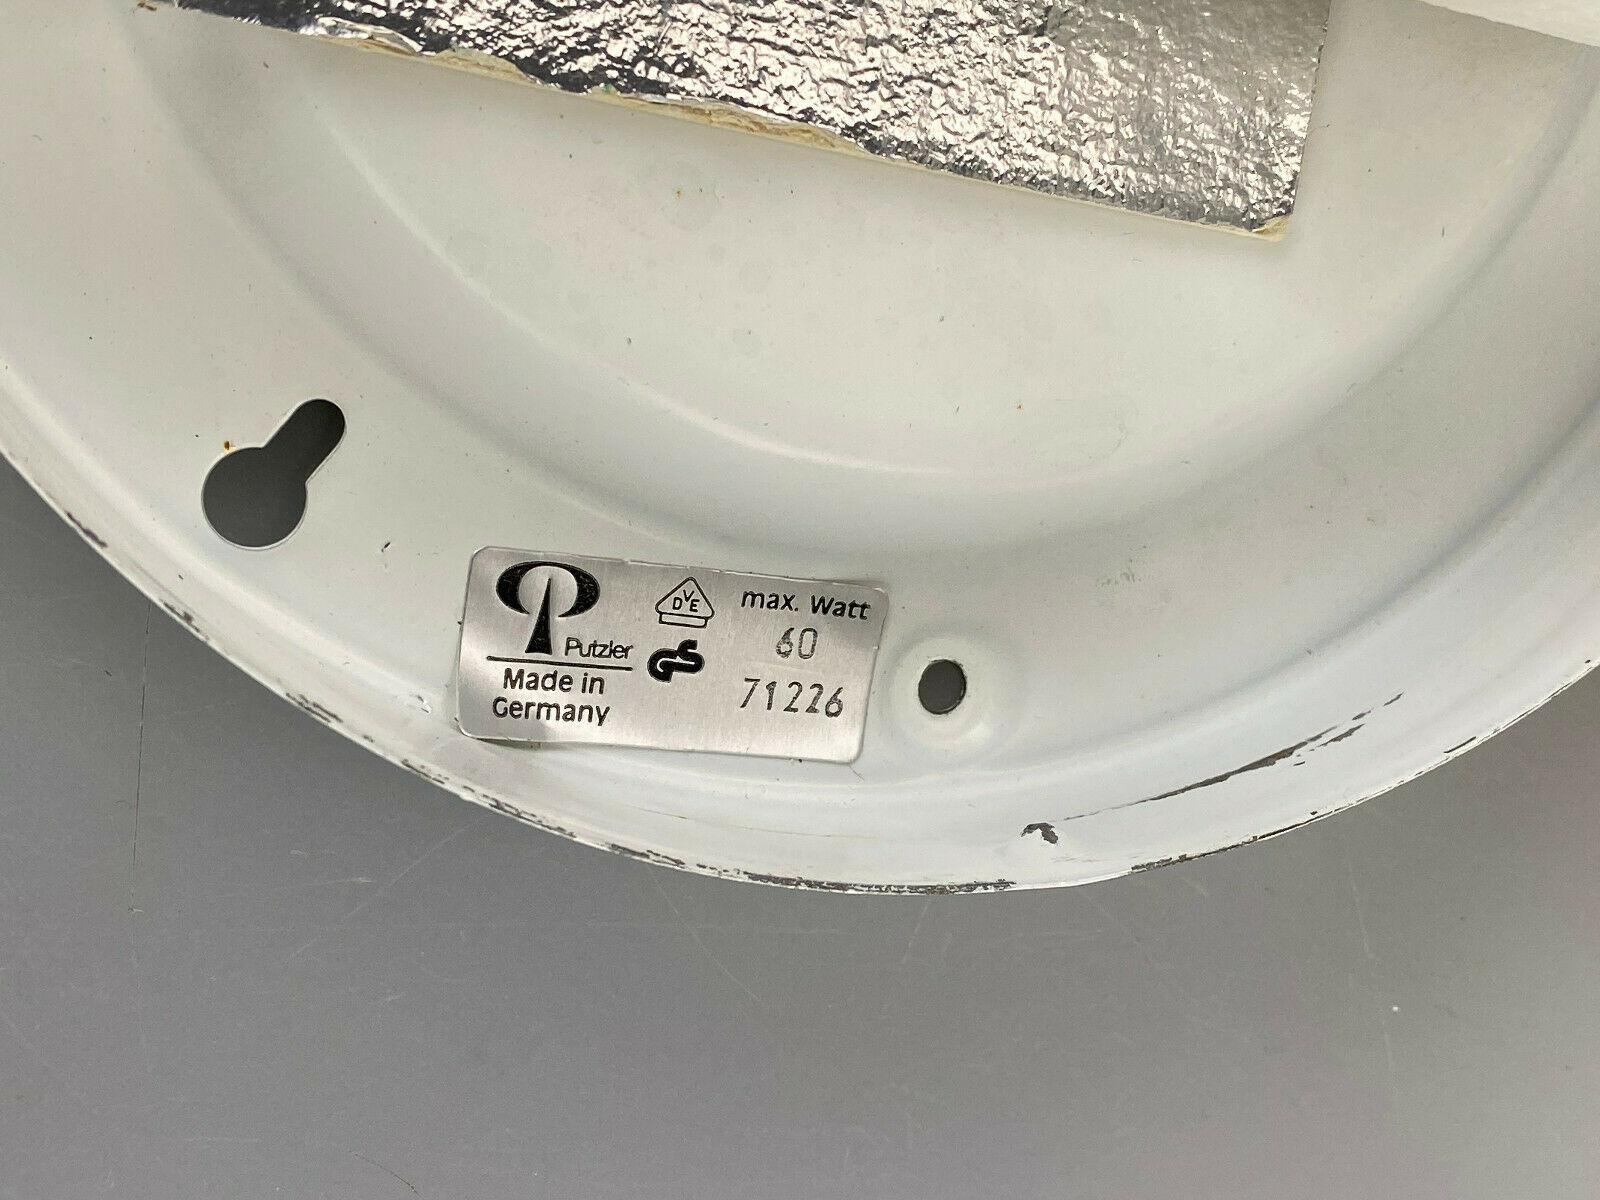 Putzler
Made in
Germany
DVE
max. Watt
60
71226